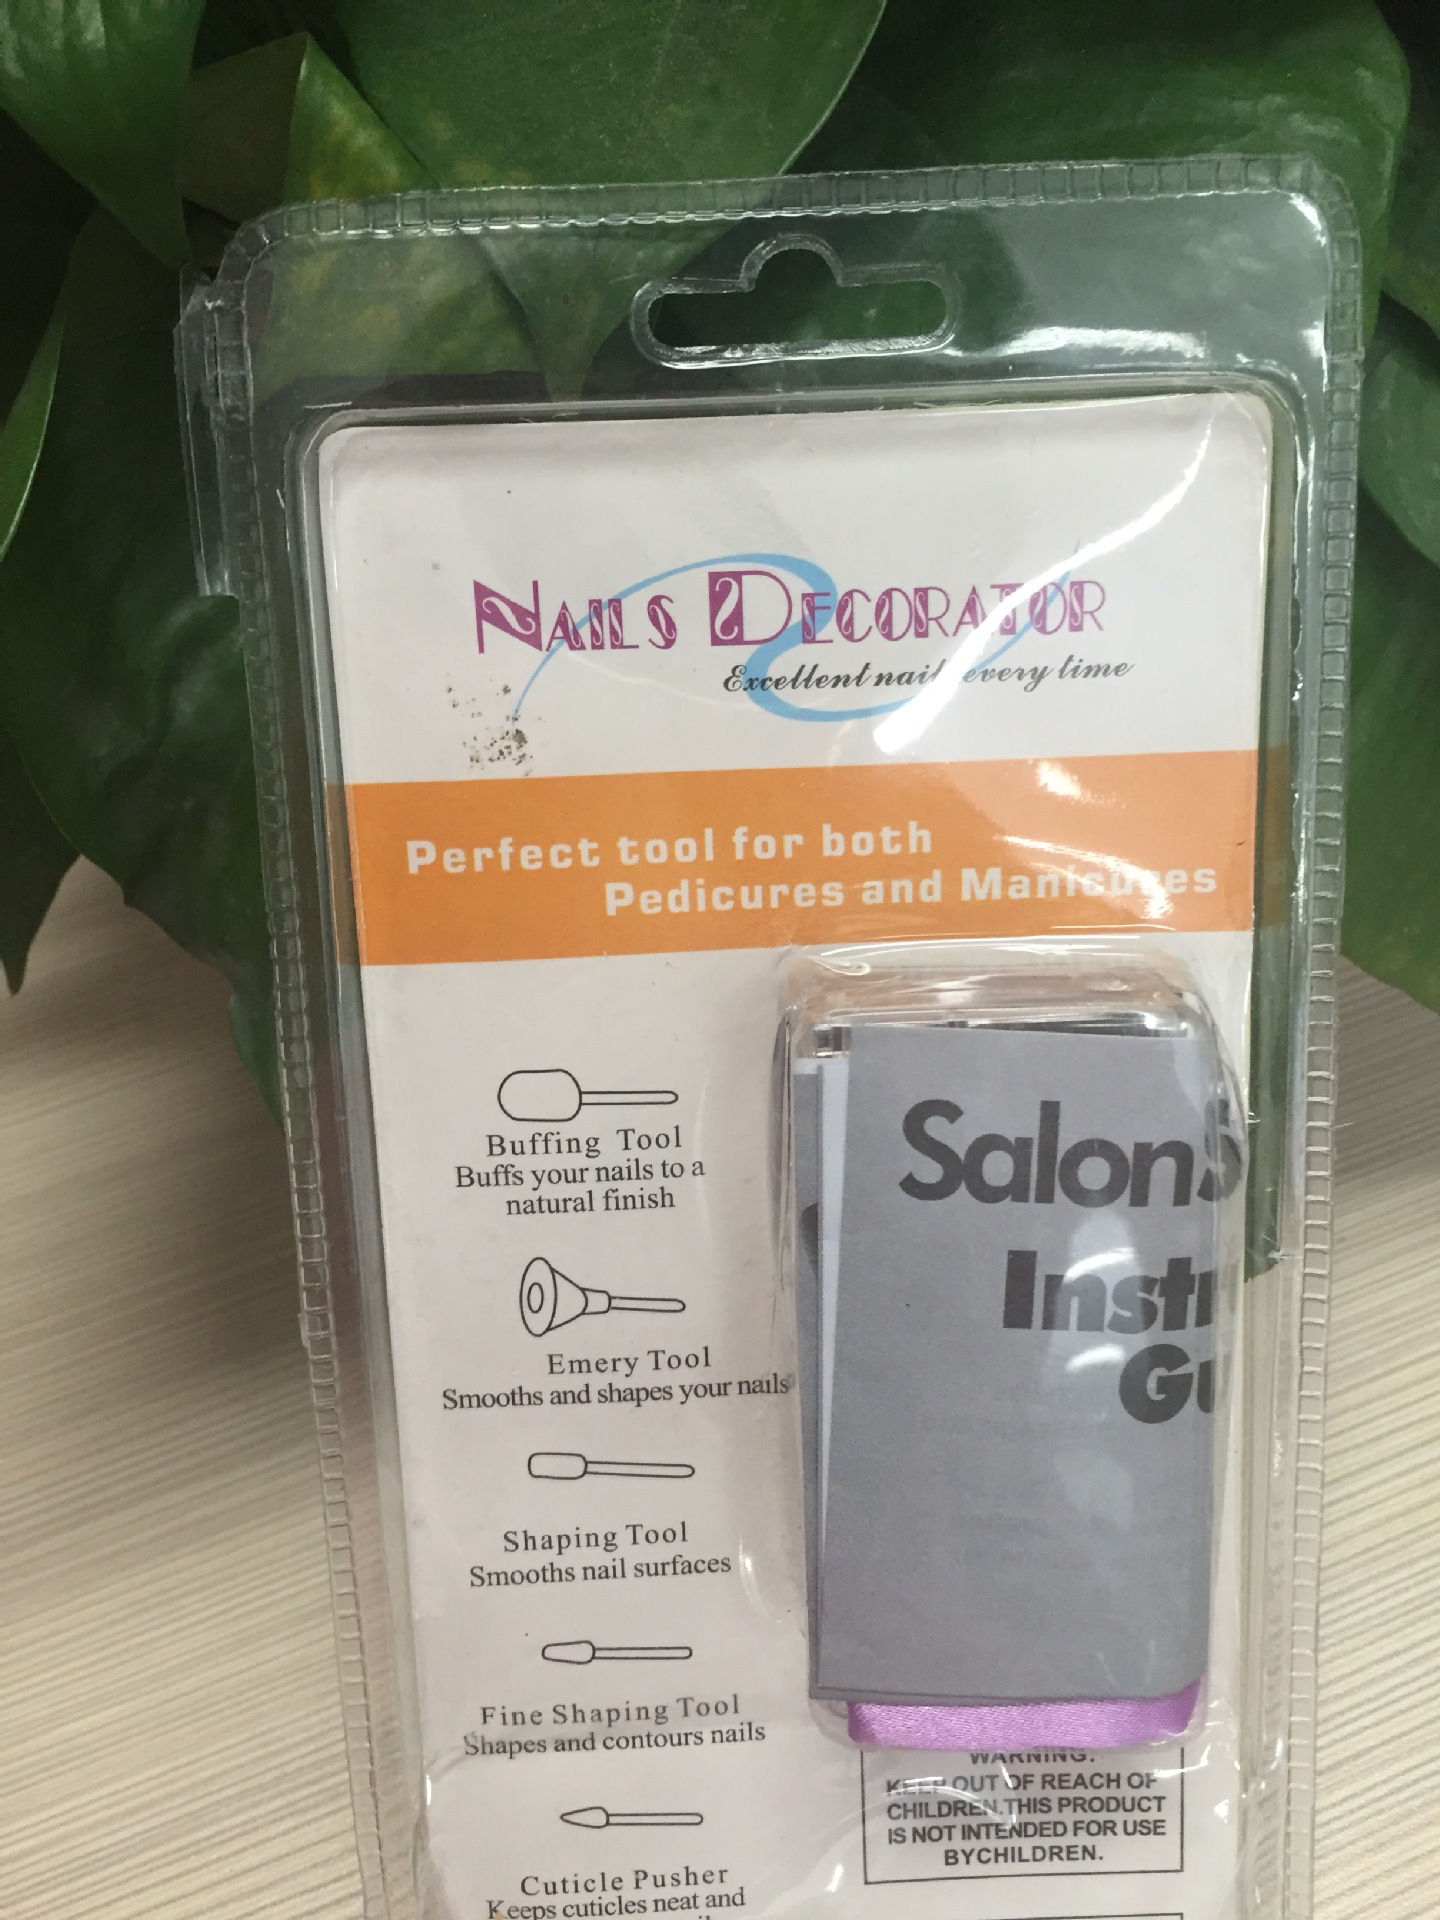 NAILS DECORATOR
Excellent nail every time
Perfect tool for both
Pedicures and Manicures
Buffing Tool
Buffs your nails to a
natural finish
Emery Tool
Smooths and shapes your nails
Shaping Tool
Smooths nail surfaces
Fine Shaping Tool
Shapes and contours nails
Cuticle Pusher
Keeps cuticles neat and
SalonS
Instr
Gu
WARNING:
KEEP OUT OF REACH OF
CHILDREN.THIS PRODUCT
IS NOT INTENDED FOR USE
BYCHILDREN.